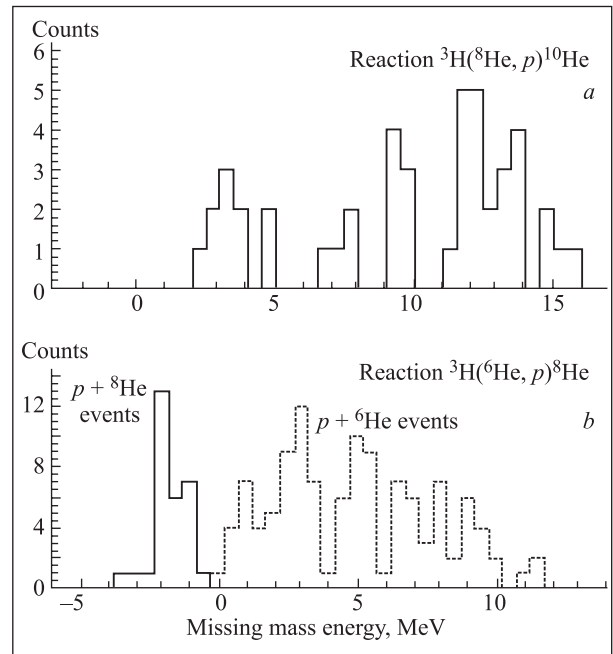 Counts
Reaction ³H(⁸He, p)¹⁰He
a
6
5
4
3
2
1
0
0 5 10 15
Counts
Reaction ³H(⁶He, p)⁸He
p + ⁸He
events
p + ⁶He events
b
12
8
4
0
–5 0 5 10
Missing mass energy, MeV